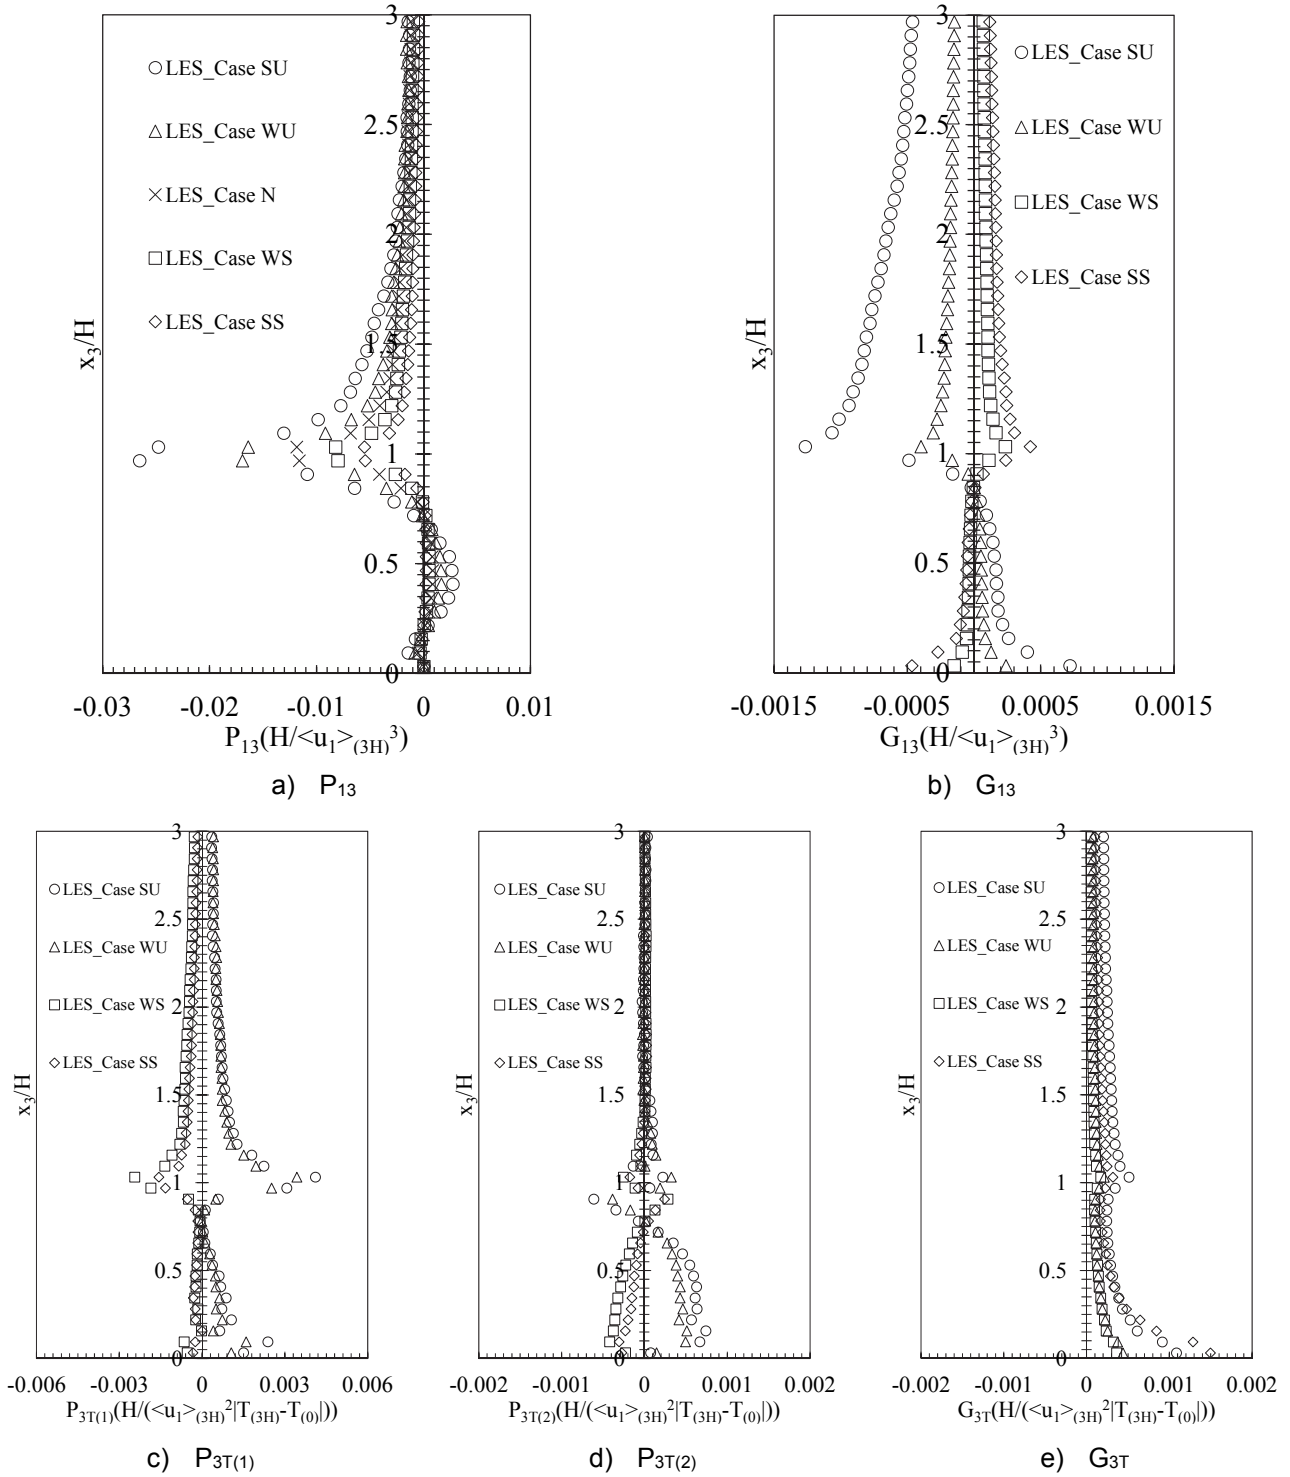 3
2.5
2
1.5
1
0.5
0
LES_Case SU
LES_Case WU
LES_Case N
LES_Case WS
LES_Case SS
x3/H
-0.03 -0.02 -0.01 0 0.01
P13(H/<u1>(3H)3)
a) P13
3
2.5
2
1.5
1
0.5
0
LES_Case SU
LES_Case WU
LES_Case WS
LES_Case SS
x3/H
-0.0015 -0.0005 0.0005 0.0015
G13(H/<u1>(3H)3)
b) G13
3
2.5
2
1.5
1
0.5
0
LES_Case SU
LES_Case WU
LES_Case WS
LES_Case SS
x3/H
-0.006 -0.003 0 0.003 0.006
P3T(1)(H/(<u1>(3H)2|T(3H)-T(0)|))
c) P3T(1)
3
2.5
2
1.5
1
0.5
0
LES_Case SU
LES_Case WU
LES_Case WS
LES_Case SS
x3/H
-0.002 -0.001 0 0.001 0.002
P3T(2)(H/(<u1>(3H)2|T(3H)-T(0)|))
d) P3T(2)
3
2.5
2
1.5
1
0.5
0
LES_Case SU
LES_Case WU
LES_Case WS
LES_Case SS
x3/H
-0.002 -0.001 0 0.001 0.002
G3T(H/(<u1>(3H)2|T(3H)-T(0)|))
e) G3T